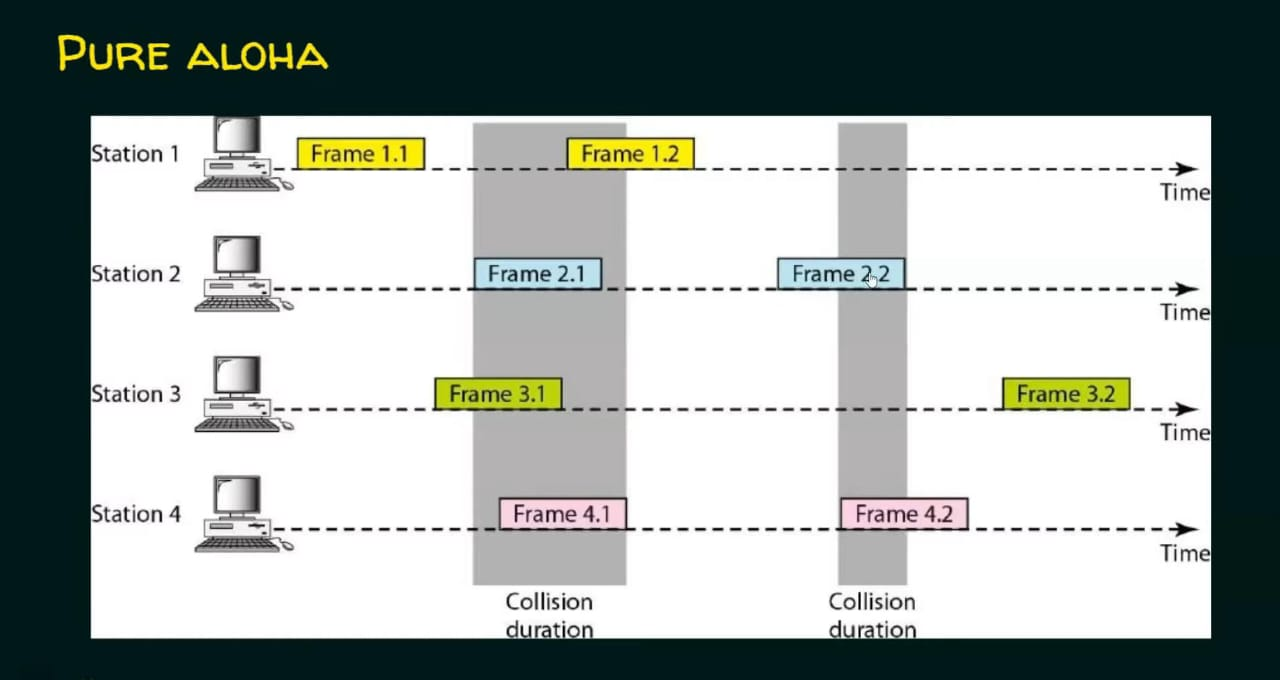 PURE ALOHA
Station 1
Frame 1.1
Frame 1.2
Time
Station 2
Frame 2.1
Frame 2.2
Time
Station 3
Frame 3.1
Frame 3.2
Time
Station 4
Frame 4.1
Frame 4.2
Time
Collision
duration
Collision
duration